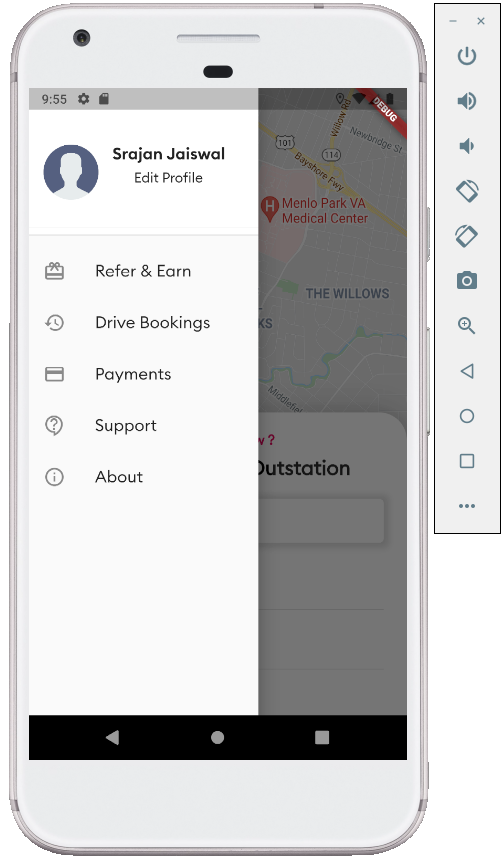 9:55
DEBUG
Srajan Jaiswal
Edit Profile
Refer & Earn
Drive Bookings
Payments
Support
About
Willow Rd
Newbridge St
101
114
Bayshore Fwy
H
Menlo Park VA
Medical Center
THE WILLOWS
KS
Middlefie
w ?
Outstation